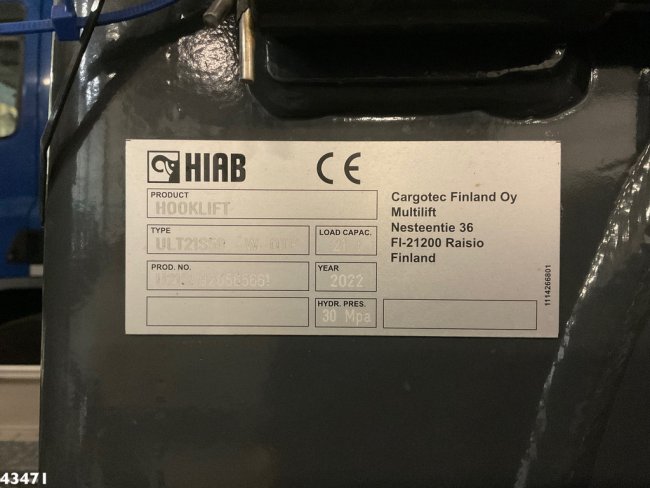 HIAB CE
PRODUCT
HOOKLIFT
TYPE
LOAD CAPAC.
PROD. NO.
YEAR
2022
HYDR. PRES.
30 Mpa
Cargotec Finland Oy
Multilift
Nesteentie 36
FI-21200 Raisio
Finland
1114266801
43471